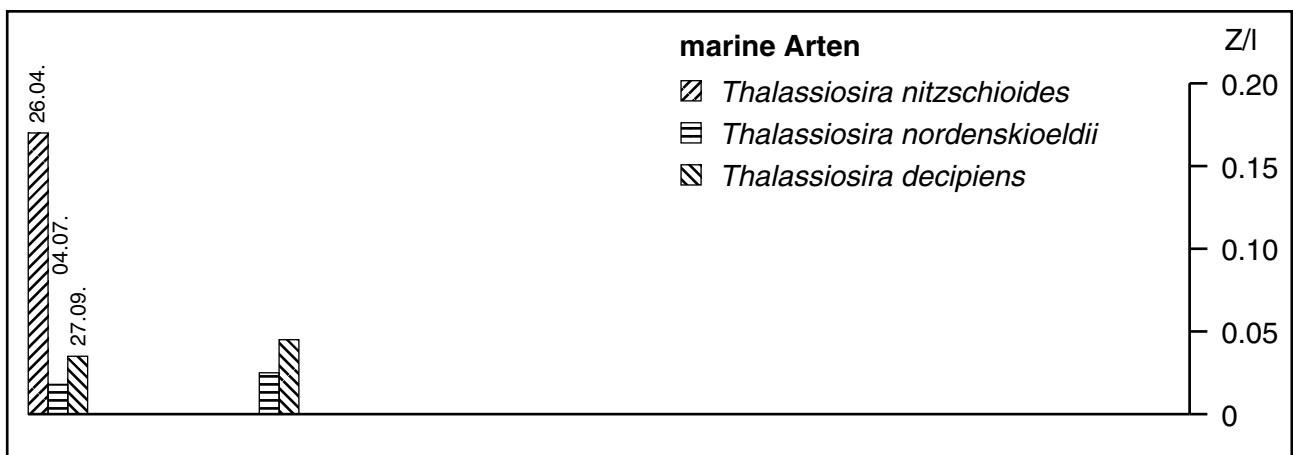 marine Arten
Thalassiosira nitzschioides
Thalassiosira nordenskioeldii
Thalassiosira decipiens
26.04.
04.07.
27.09.
Z/l
0.20
0.15
0.10
0.05
0